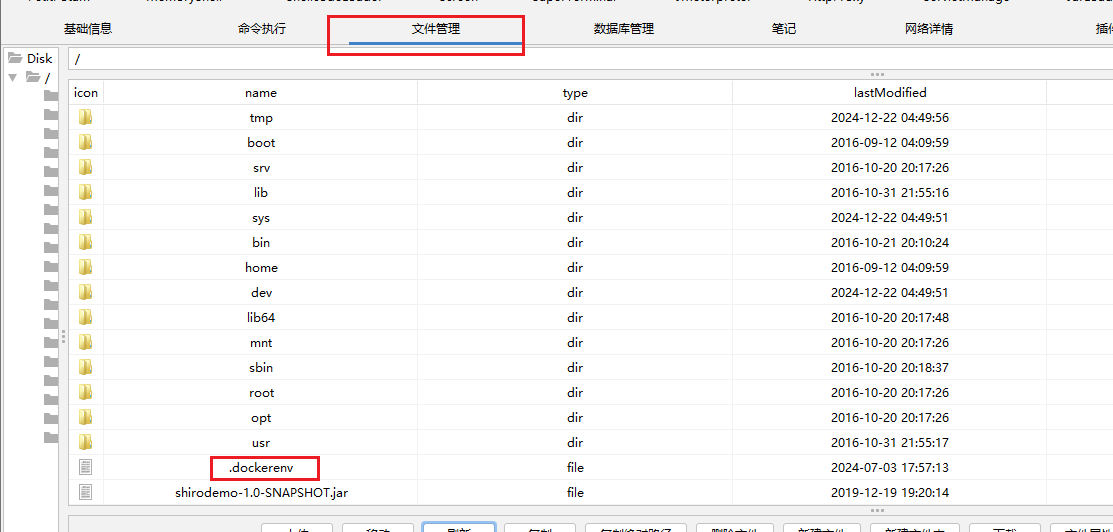 基础信息 命令执行 文件管理 数据库管理 笔记 网络详情
Disk /
/
icon name type lastModified
tmp dir 2024-12-22 04:49:56
boot dir 2016-09-12 04:09:59
srv dir 2016-10-20 20:17:26
lib dir 2016-10-31 21:55:16
sys dir 2024-12-22 04:49:51
bin dir 2016-10-21 20:10:24
home dir 2016-09-12 04:09:59
dev dir 2024-12-22 04:49:51
lib64 dir 2016-10-20 20:17:48
mnt dir 2016-10-20 20:17:26
sbin dir 2016-10-20 20:18:37
root dir 2016-10-20 20:17:26
opt dir 2016-10-20 20:17:26
usr dir 2016-10-31 21:55:17
.dockerenv file 2024-07-03 17:57:13
shirodemo-1.0-SNAPSHOT.jar file 2019-12-19 19:20:14